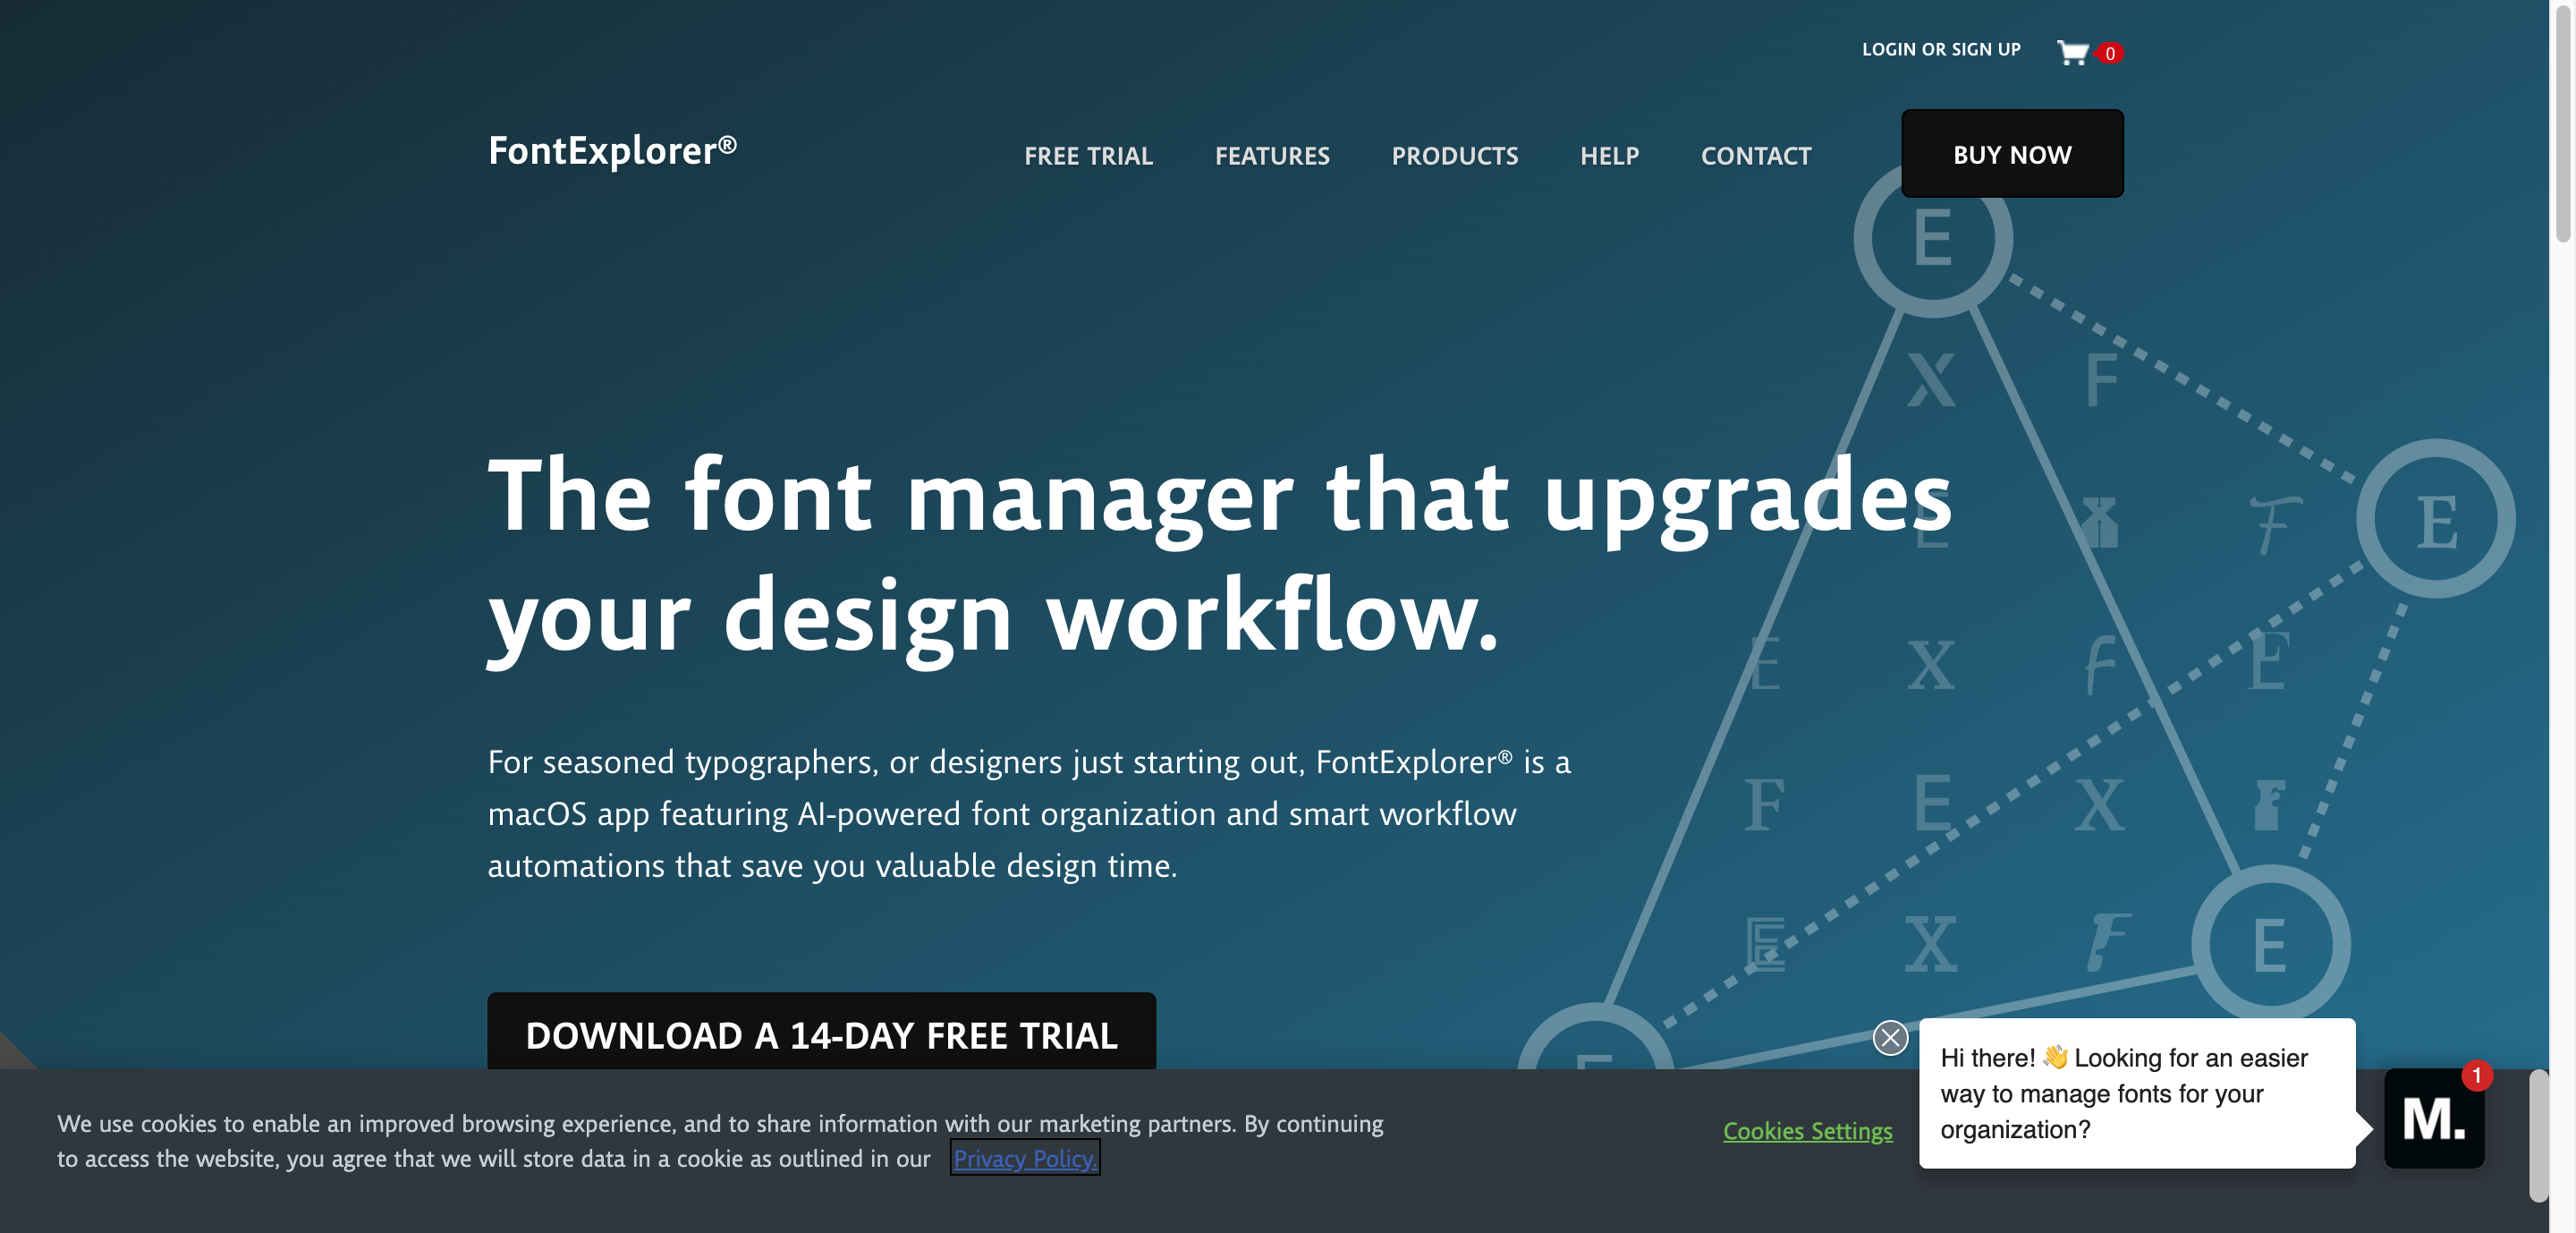 LOGIN OR SIGN UP
0
FontExplorer®
FREE TRIAL
FEATURES
PRODUCTS
HELP
CONTACT
BUY NOW
E
X F
The font manager that upgrades
your design workflow.
E X F E
E X f E
For seasoned typographers, or designers just starting out, FontExplorer® is a
macOS app featuring AI-powered font organization and smart workflow
automations that save you valuable design time.
F E X F
E X F E
DOWNLOAD A 14-DAY FREE TRIAL
E
We use cookies to enable an improved browsing experience, and to share information with our marketing partners. By continuing
to access the website, you agree that we will store data in a cookie as outlined in our Privacy Policy.
Cookies Settings
Hi there! 👋 Looking for an easier
way to manage fonts for your
organization?
M.
1